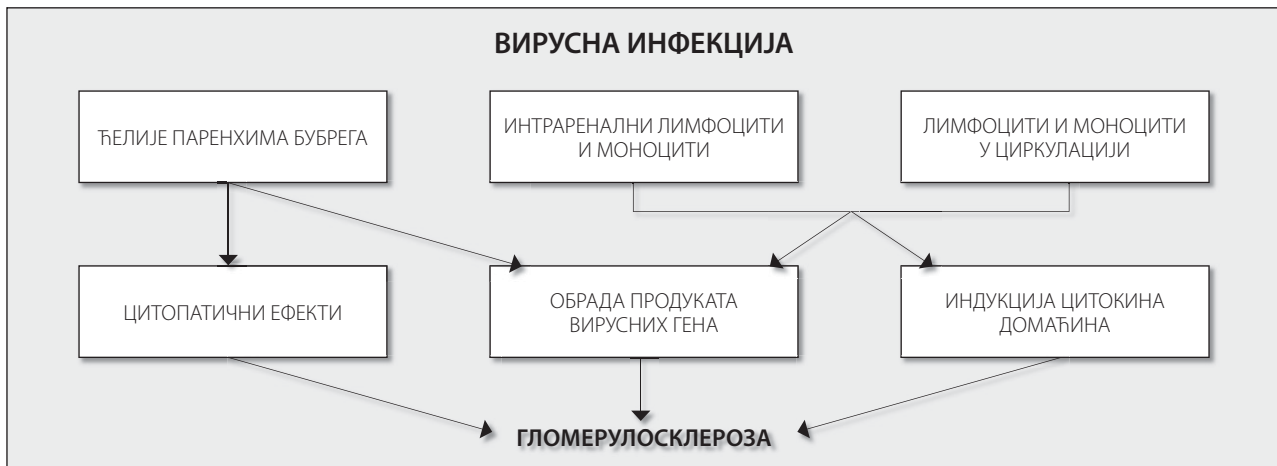 ВИРУСНА ИНФЕКЦИЈА
ЋЕЛИЈЕ ПАРЕНХИМА БУБРЕГА
ИНТРАРЕНАЛНИ ЛИМФОЦИТИ
И МОНОЦИТИ
ЛИМФОЦИТИ И МОНОЦИТИ
У ЦИРКУЛАЦИЈИ
ЦИТОПАТИЧНИ ЕФЕКТИ
ОБРАДА ПРОДУКАТА
ВИРУСНИХ ГЕНА
ИНДУКЦИЈА ЦИТОКИНА
ДОМАЋИНА
ГЛОМЕРУЛОСКЛЕРОЗА